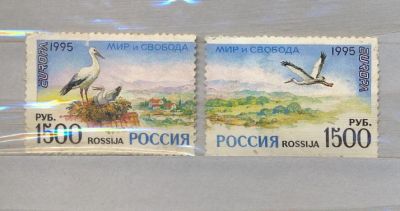 1995
МИР и СВОБОДА
EUROPA
РУБ.
1500
ROSSIJA
РОССИЯ
МИР и СВОБОДА
1995
EUROPA
РОССИЯ
ROSSIJA
РУБ.
1500